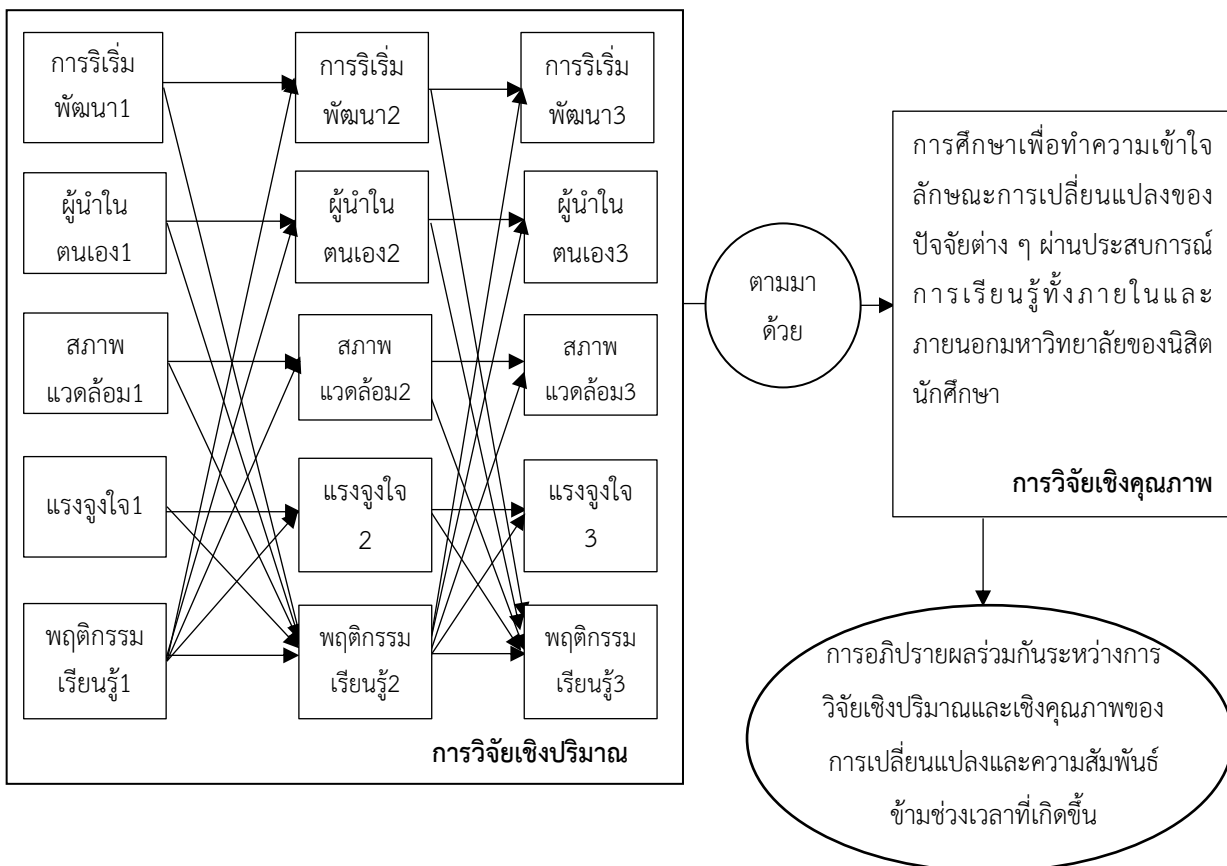 การริเริ่ม
พัฒนา1
การริเริ่ม
พัฒนา2
การริเริ่ม
พัฒนา3
ผู้นำใน
ตนเอง1
ผู้นำใน
ตนเอง2
ผู้นำใน
ตนเอง3
สภาพ
แวดล้อม1
สภาพ
แวดล้อม2
สภาพ
แวดล้อม3
แรงจูงใจ1
แรงจูงใจ
2
แรงจูงใจ
3
พฤติกรรม
เรียนรู้1
พฤติกรรม
เรียนรู้2
พฤติกรรม
เรียนรู้3
การวิจัยเชิงปริมาณ
ตามมา
ด้วย
การศึกษาเพื่อทำความเข้าใจ
ลักษณะการเปลี่ยนแปลงของ
ปัจจัยต่าง ๆ ผ่านประสบการณ์
การเรียนรู้ทั้งภายในและ
ภายนอกมหาวิทยาลัยของนิสิต
นักศึกษา
การวิจัยเชิงคุณภาพ
การอภิปรายผลร่วมกันระหว่างการ
วิจัยเชิงปริมาณและเชิงคุณภาพของ
การเปลี่ยนแปลงและความสัมพันธ์
ข้ามช่วงเวลาที่เกิดขึ้น